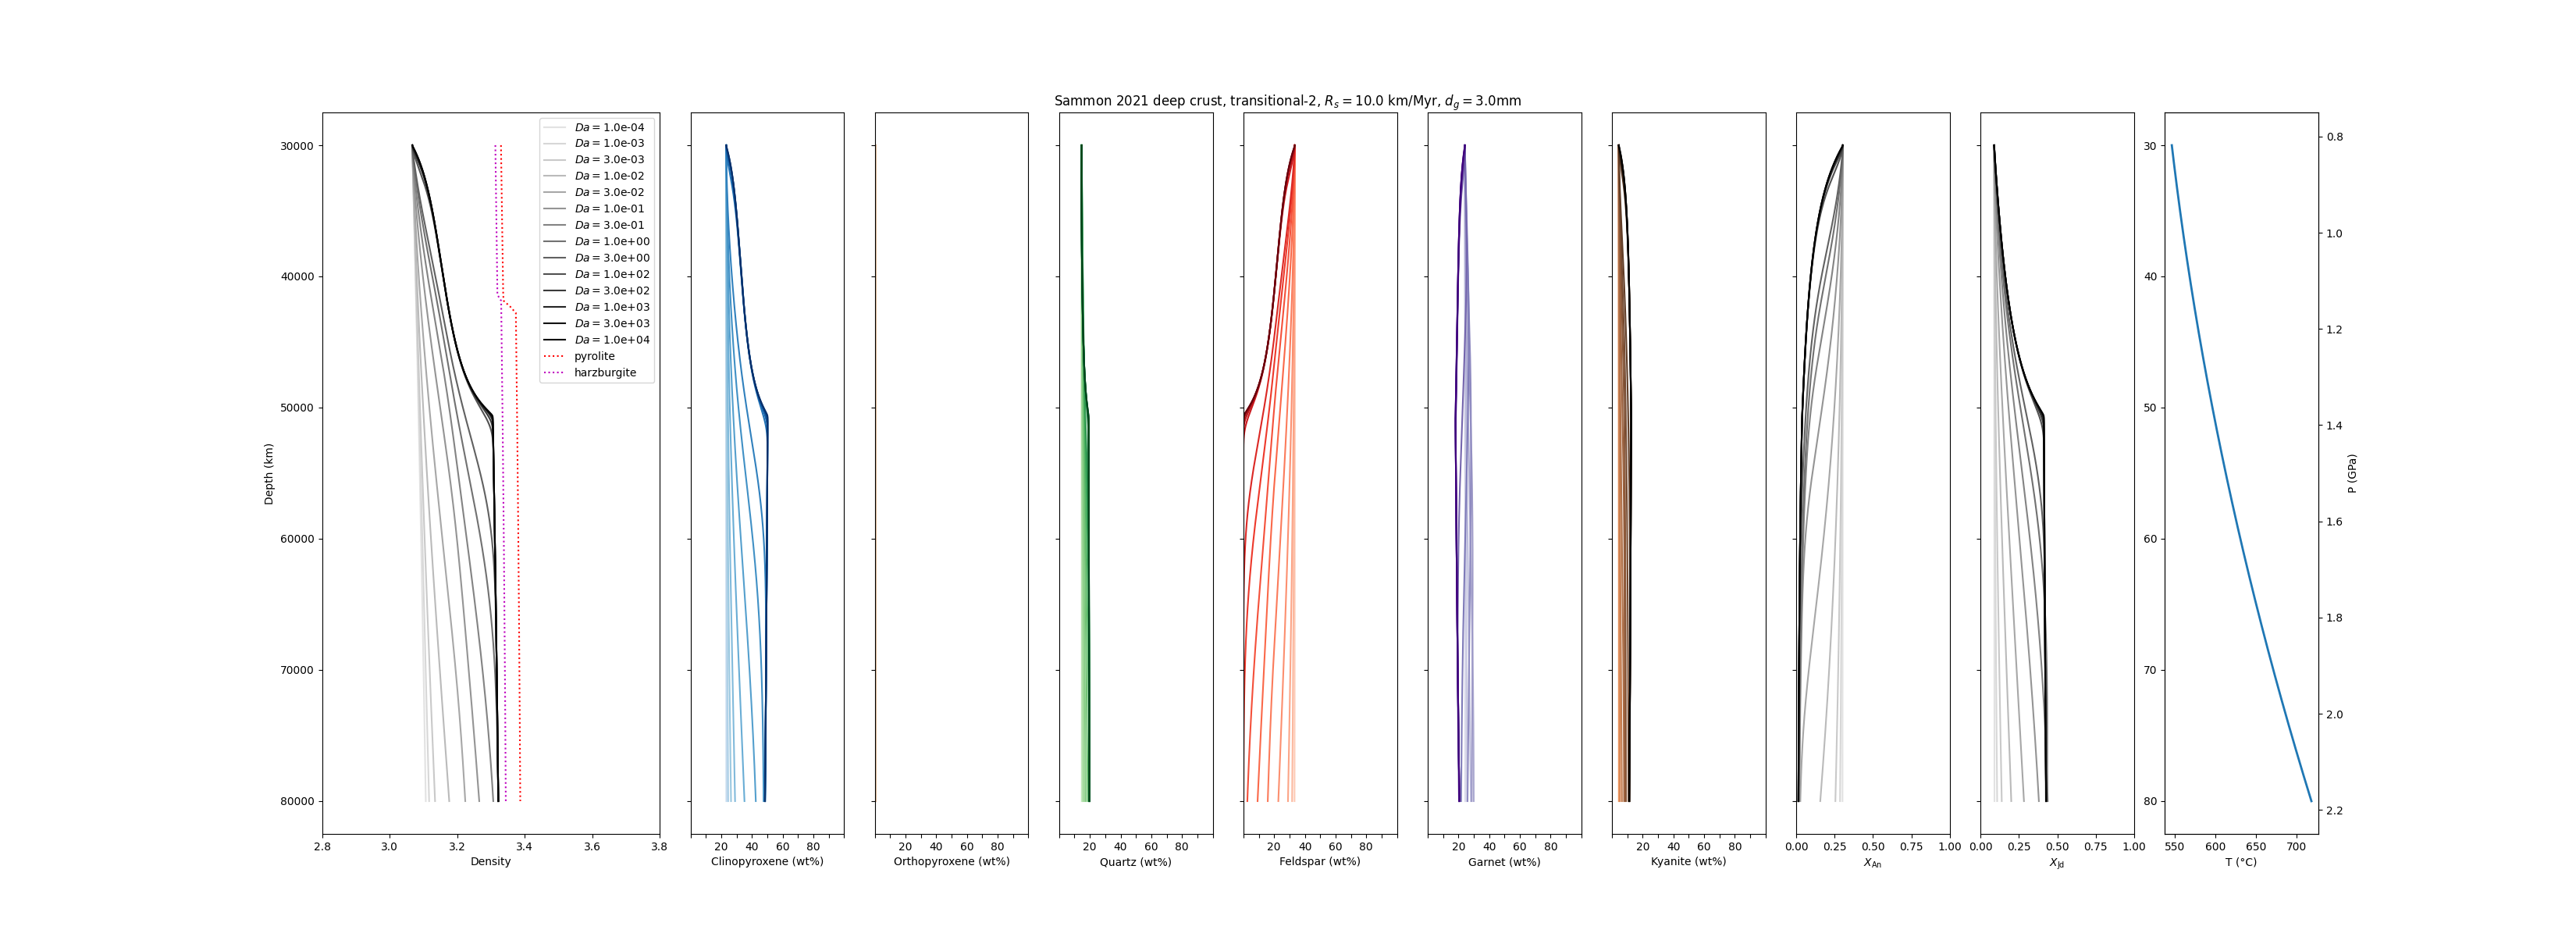 Sammon 2021 deep crust, transitional-2, R_s = 10.0 km/Myr, d_g = 3.0mm
Da = 1.0e-04
Da = 1.0e-03
Da = 3.0e-03
Da = 1.0e-02
Da = 3.0e-02
Da = 1.0e-01
Da = 3.0e-01
Da = 1.0e+00
Da = 3.0e+00
Da = 1.0e+02
Da = 3.0e+02
Da = 1.0e+03
Da = 3.0e+03
Da = 1.0e+04
pyrolite
harzburgite
Depth (km)
30000
40000
50000
60000
70000
80000
2.8 3.0 3.2 3.4 3.6 3.8
Density
20 40 60 80
Clinopyroxene (wt%)
20 40 60 80
Orthopyroxene (wt%)
20 40 60 80
Quartz (wt%)
20 40 60 80
Feldspar (wt%)
20 40 60 80
Garnet (wt%)
20 40 60 80
Kyanite (wt%)
0.00 0.25 0.50 0.75 1.00
X_An
0.00 0.25 0.50 0.75 1.00
X_Jd
30
40
50
60
70
80
550 600 650 700
T (°C)
0.8
1.0
1.2
1.4
1.6
1.8
2.0
2.2
P (GPa)